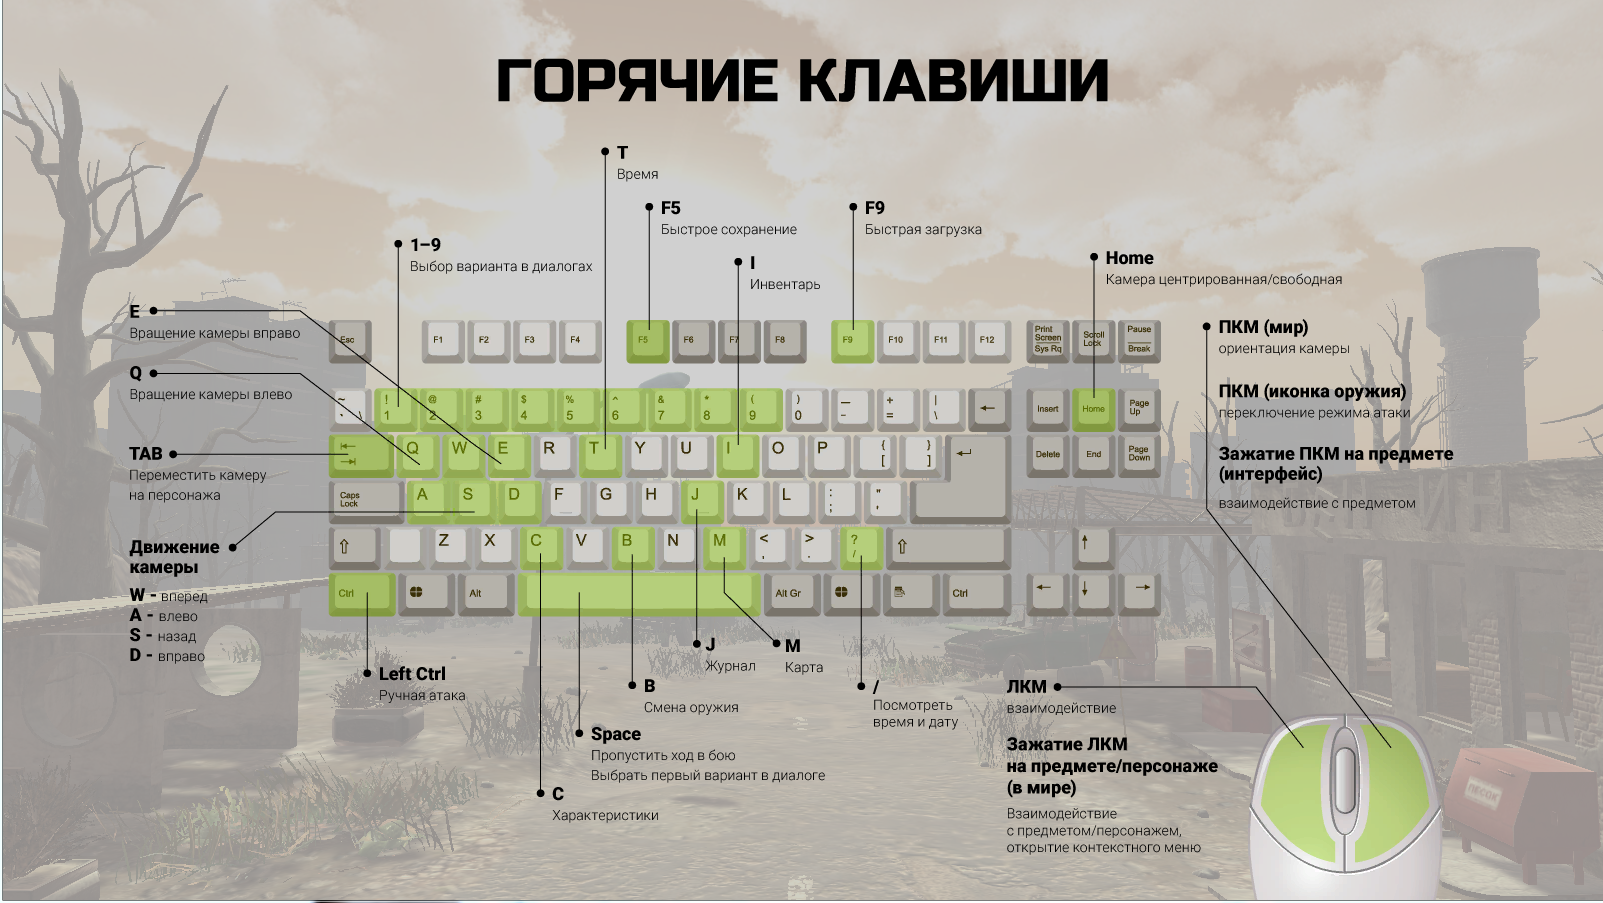 ГОРЯЧИЕ КЛАВИШИ
T
Время
F5
Быстрое сохранение
F9
Быстрая загрузка
1–9
Выбор варианта в диалогах
I
Инвентарь
Home
Камера центрированная/свободная
E
Вращение камеры вправо
Q
Вращение камеры влево
TAB
Переместить камеру
на персонажа
Движение
камеры
W - вперед
A - влево
S - назад
D - вправо
ПКМ (мир)
ориентация камеры
ПКМ (иконка оружия)
переключение режима атаки
Зажатие ПКМ на предмете
(интерфейс)
взаимодействие с предметом
Esc F1 F2 F3 F4 F5 F6 F7 F8 F9 F10 F11 F12
Print Screen Sys Rq Scroll Lock Pause Break
~ ` \ ! 1 @ 2 # 3 $ 4 % 5 ^ 6 & 7 * 8 ( 9 ) 0 — - + = | \ ←
Insert Home Page Up
Q W E R T Y U I O P { [ } ]
Delete End Page Down
Caps Lock A S D F G H J K L : ; " '
⇧ Z X C V B N M < , > . ? / ⇧ ↑
Ctrl Alt Alt Gr Ctrl ← ↓ →
Left Ctrl
Ручная атака
J
Журнал
M
Карта
B
Смена оружия
/
Посмотреть
время и дату
Space
Пропустить ход в бою
Выбрать первый вариант в диалоге
C
Характеристики
ЛКМ
взаимодействие
Зажатие ЛКМ
на предмете/персонаже
(в мире)
Взаимодействие
с предметом/персонажем,
открытие контекстного меню
ПЕСОК